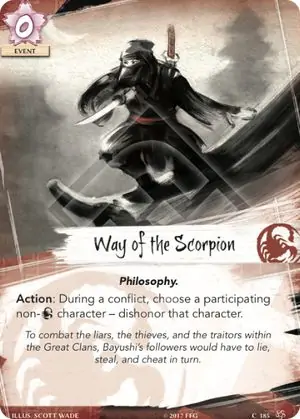 0
EVENT
Way of the Scorpion
Philosophy.
Action: During a conflict, choose a participating
non- character – dishonor that character.
To combat the liars, the thieves, and the traitors within
the Great Clans, Bayushi's followers would have to lie,
steal, and cheat in turn.
ILLUS. SCOTT WADE © 2017 FFG C 185